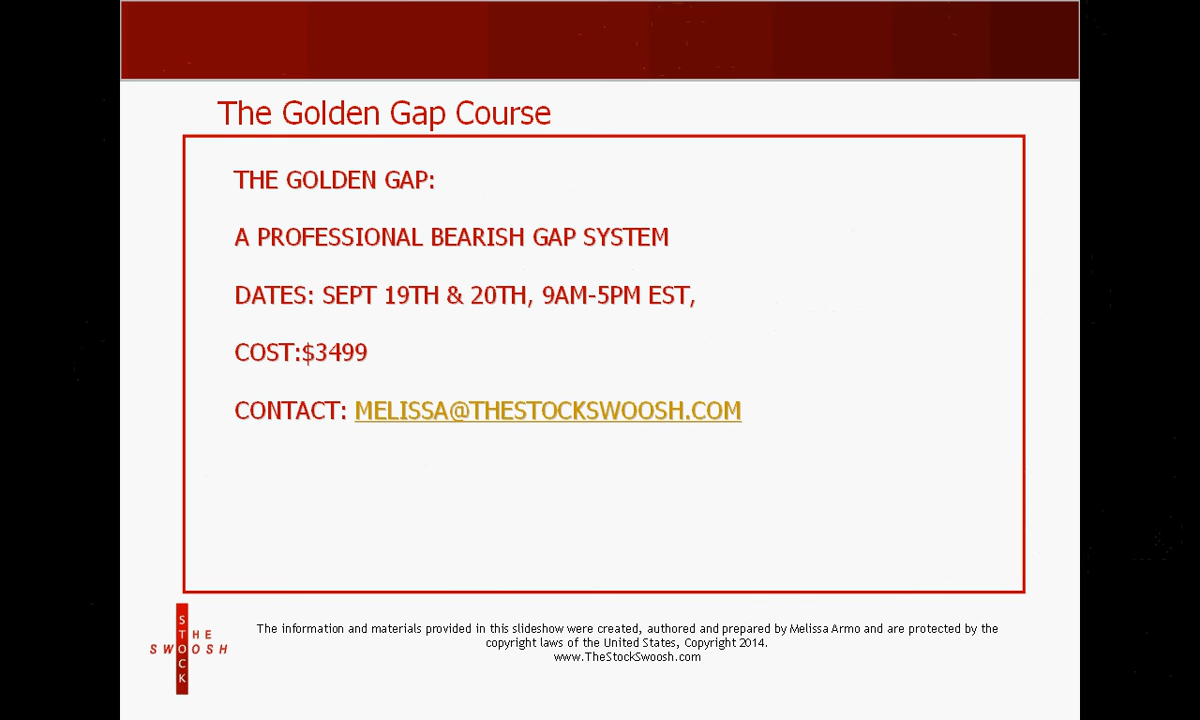 The Golden Gap Course
THE GOLDEN GAP:
A PROFESSIONAL BEARISH GAP SYSTEM
DATES: SEPT 19TH & 20TH, 9AM-5PM EST,
COST:$3499
CONTACT: MELISSA@THESTOCKSWOOSH.COM
THE
STOCK
SWOOSH
The information and materials provided in this slideshow were created, authored and prepared by Melissa Armo and are protected by the
copyright laws of the United States, Copyright 2014.
www.TheStockSwoosh.com